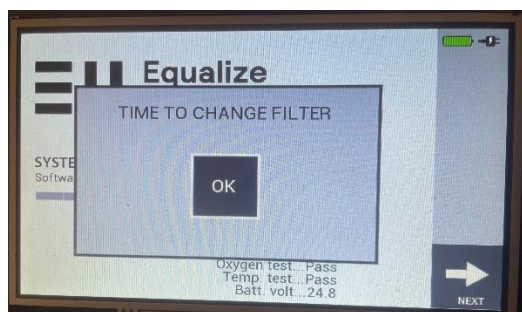 Equalize
TIME TO CHANGE FILTER
SYSTE
Softwa
OK
Oxygen test...Pass
Temp. test...Pass
Batt. volt...24.8
NEXT